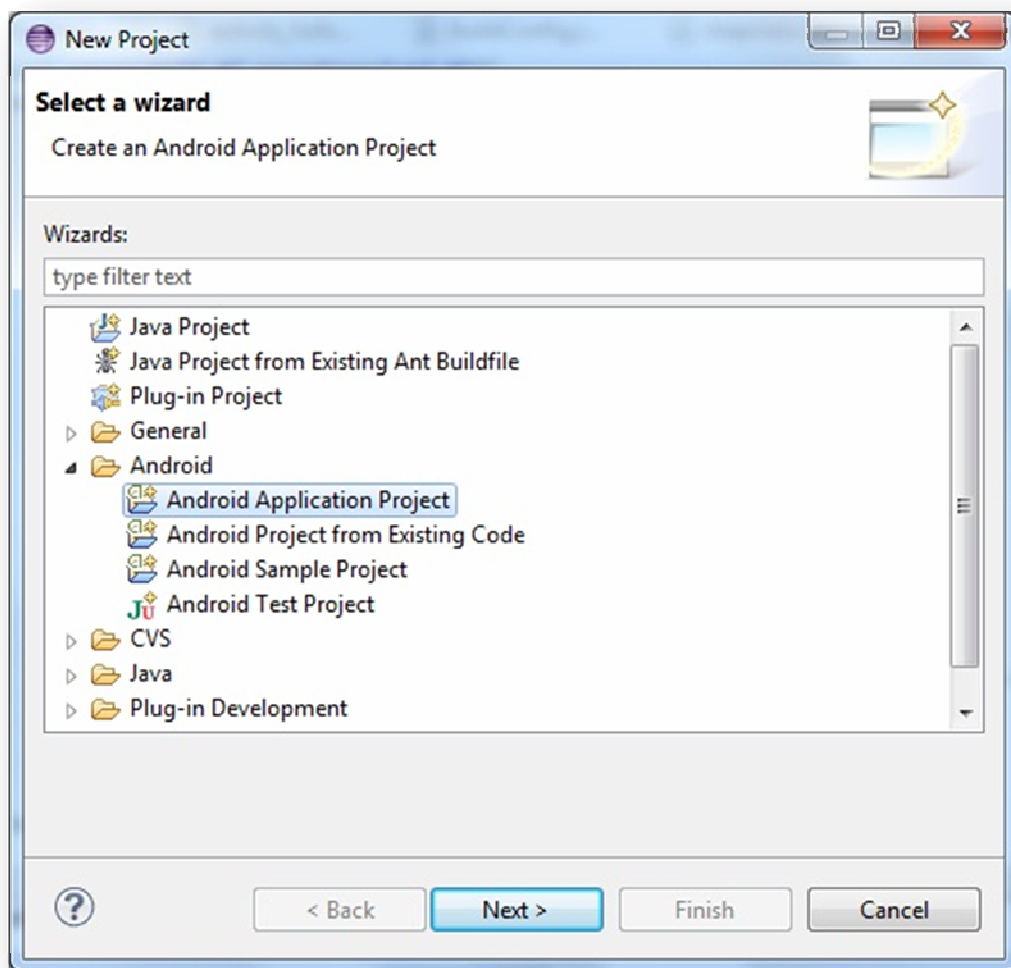 New Project
Select a wizard
Create an Android Application Project
Wizards:
type filter text
Java Project
Java Project from Existing Ant Buildfile
Plug-in Project
General
Android
Android Application Project
Android Project from Existing Code
Android Sample Project
Android Test Project
CVS
Java
Plug-in Development
< Back Next > Finish Cancel